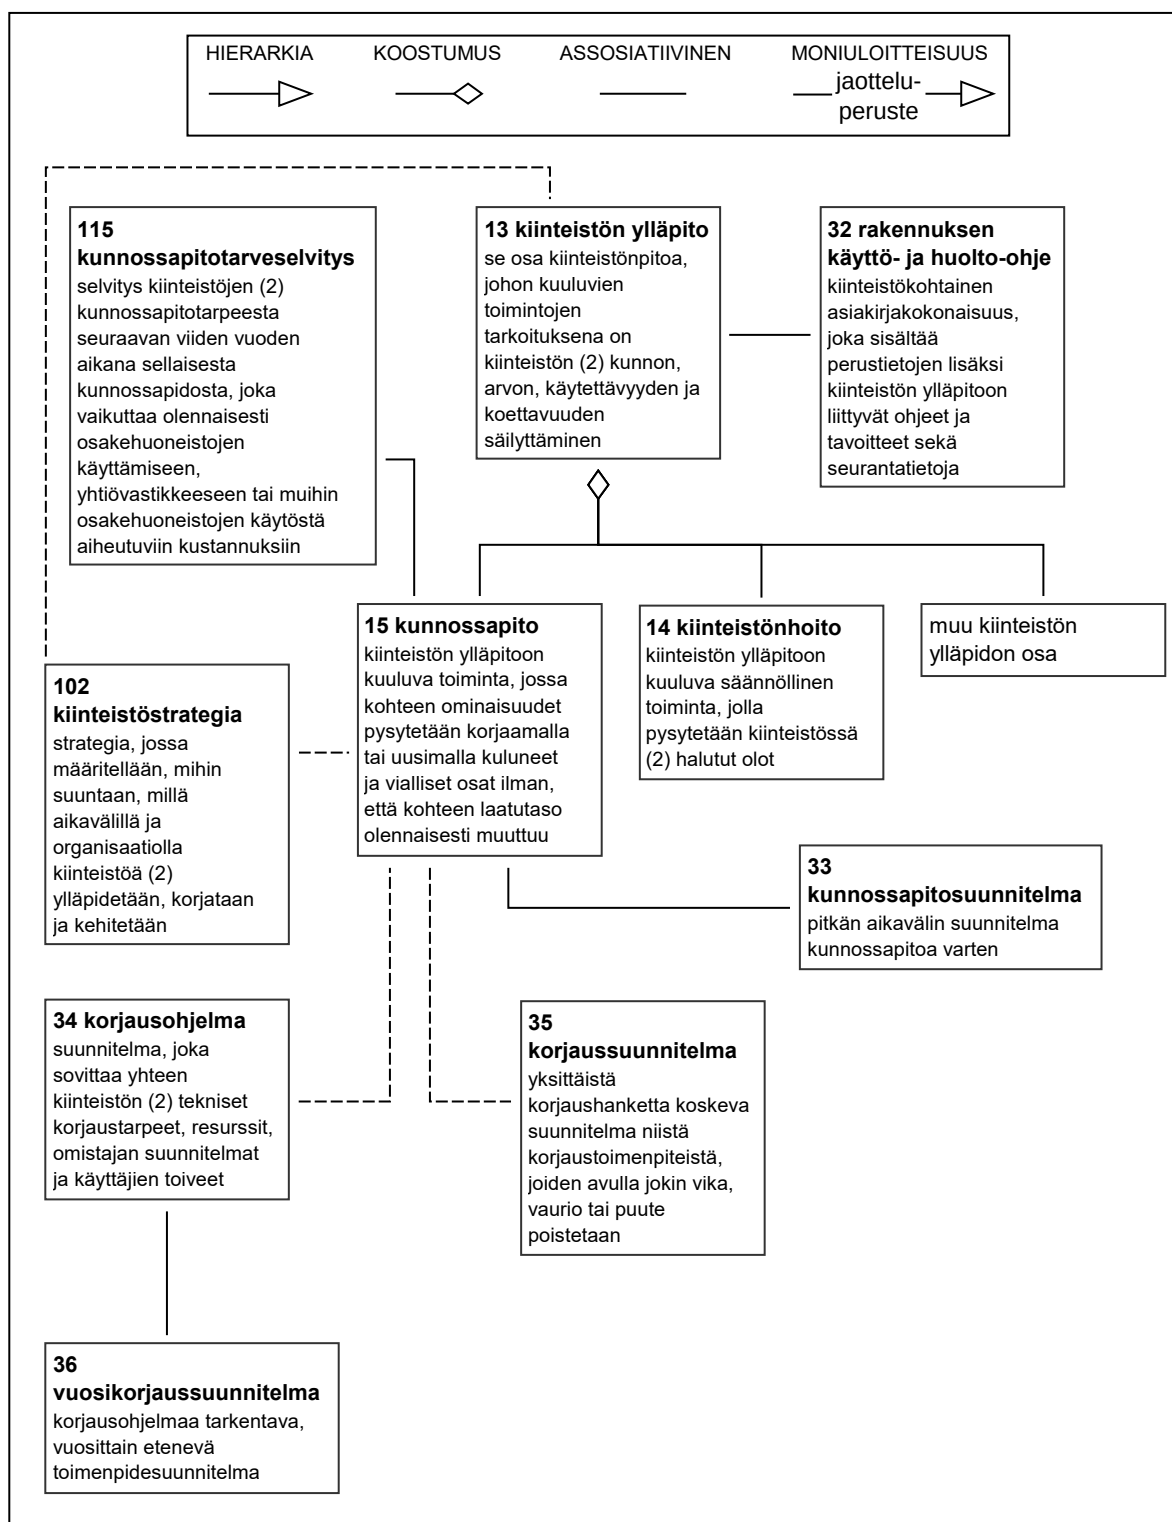 HIERARKIA
KOOSTUMUS
ASSOSIATIIVINEN
MONIULOITTEISUUS
jaottelu-
peruste
115
kunnossapitotarveselvitys
selvitys kiinteistöjen (2)
kunnossapitotarpeesta
seuraavan viiden vuoden
aikana sellaisesta
kunnossapidosta, joka
vaikuttaa olennaisesti
osakehuoneistojen
käyttämiseen,
yhtiövastikkeeseen tai muihin
osakehuoneistojen käytöstä
aiheutuviin kustannuksiin
13 kiinteistön ylläpito
se osa kiinteistönpitoa,
johon kuuluvien
toimintojen
tarkoituksena on
kiinteistön (2) kunnon,
arvon, käytettävyyden ja
koettavuuden
säilyttäminen
32 rakennuksen
käyttö- ja huolto-ohje
kiinteistökohtainen
asiakirjakokonaisuus,
joka sisältää
perustietojen lisäksi
kiinteistön ylläpitoon
liittyvät ohjeet ja
tavoitteet sekä
seurantatietoja
15 kunnossapito
kiinteistön ylläpitoon
kuuluva toiminta, jossa
kohteen ominaisuudet
pysytetään korjaamalla
tai uusimalla kuluneet
ja vialliset osat ilman,
että kohteen laatutaso
olennaisesti muuttuu
14 kiinteistönhoito
kiinteistön ylläpitoon
kuuluva säännöllinen
toiminta, jolla
pysytetään kiinteistössä
(2) halutut olot
muu kiinteistön
ylläpidon osa
102
kiinteistöstrategia
strategia, jossa
määritellään, mihin
suuntaan, millä
aikavälillä ja
organisaatiolla
kiinteistöä (2)
ylläpidetään, korjataan
ja kehitetään
33
kunnossapitosuunnitelma
pitkän aikavälin suunnitelma
kunnossapitoa varten
34 korjausohjelma
suunnitelma, joka
sovittaa yhteen
kiinteistön (2) tekniset
korjaustarpeet, resurssit,
omistajan suunnitelmat
ja käyttäjien toiveet
35
korjaussuunnitelma
yksittäistä
korjaushanketta koskeva
suunnitelma niistä
korjaustoimenpiteistä,
joiden avulla jokin vika,
vaurio tai puute
poistetaan
36
vuosikorjaussuunnitelma
korjausohjelmaa tarkentava,
vuosittain etenevä
toimenpidesuunnitelma